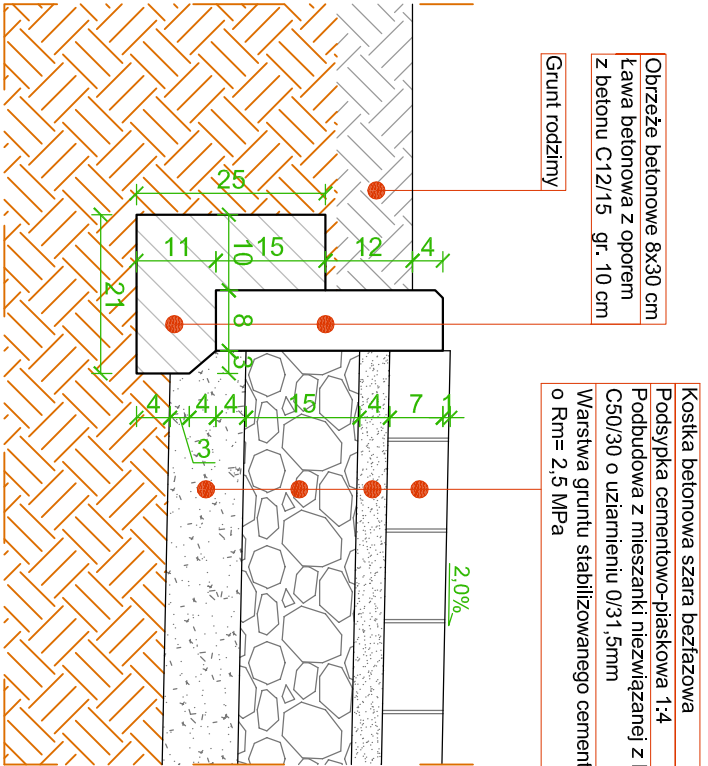 Obrzeże betonowe 8x30 cm
Ława betonowa z oporem
z betonu C12/15 gr. 10 cm
Grunt rodzimy
Kostka betonowa szara bezfazowa
Podsypka cementowo-piaskowa 1:4
Podbudowa z mieszanki niezwiązanej z
C50/30 o uziarnieniu 0/31,5mm
Warstwa gruntu stabilizowanego cement
o Rm= 2,5 MPa
25
11
15
12
4
10
21
8
3
4
4
4
15
4
7
1
3
2,0%